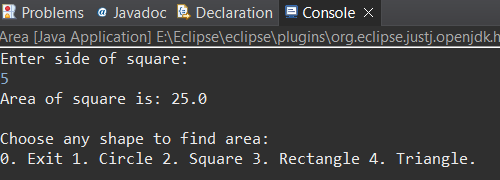 Problems @ Javadoc Declaration Console
Area [Java Application] E:\Eclipse\eclipse\plugins\org.eclipse.justj.openjdk.h
Enter side of square:
5
Area of square is: 25.0
Choose any shape to find area:
0. Exit 1. Circle 2. Square 3. Rectangle 4. Triangle.